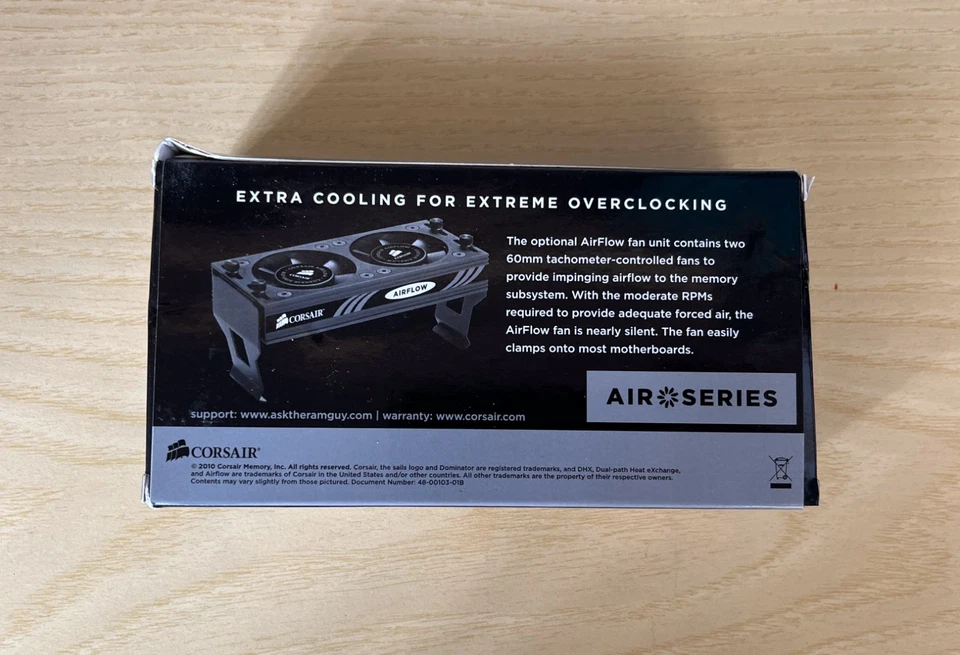 EXTRA COOLING FOR EXTREME OVERCLOCKING
The optional AirFlow fan unit contains two
60mm tachometer-controlled fans to
provide impinging airflow to the memory
subsystem. With the moderate RPMs
required to provide adequate forced air, the
AirFlow fan is nearly silent. The fan easily
clamps onto most motherboards.
AIRFLOW
CORSAIR
AIR SERIES
support: www.asktheramguy.com | warranty: www.corsair.com
CORSAIR®
© 2010 Corsair Memory, Inc. All rights reserved. Corsair, the sails logo and Dominator are registered trademarks, and DHX, Dual-path Heat eXchange,
and Airflow are trademarks of Corsair in the United States and/or other countries. All other trademarks are the property of their respective owners.
Contents may vary slightly from those pictured. Document Number: 48-00103-01B